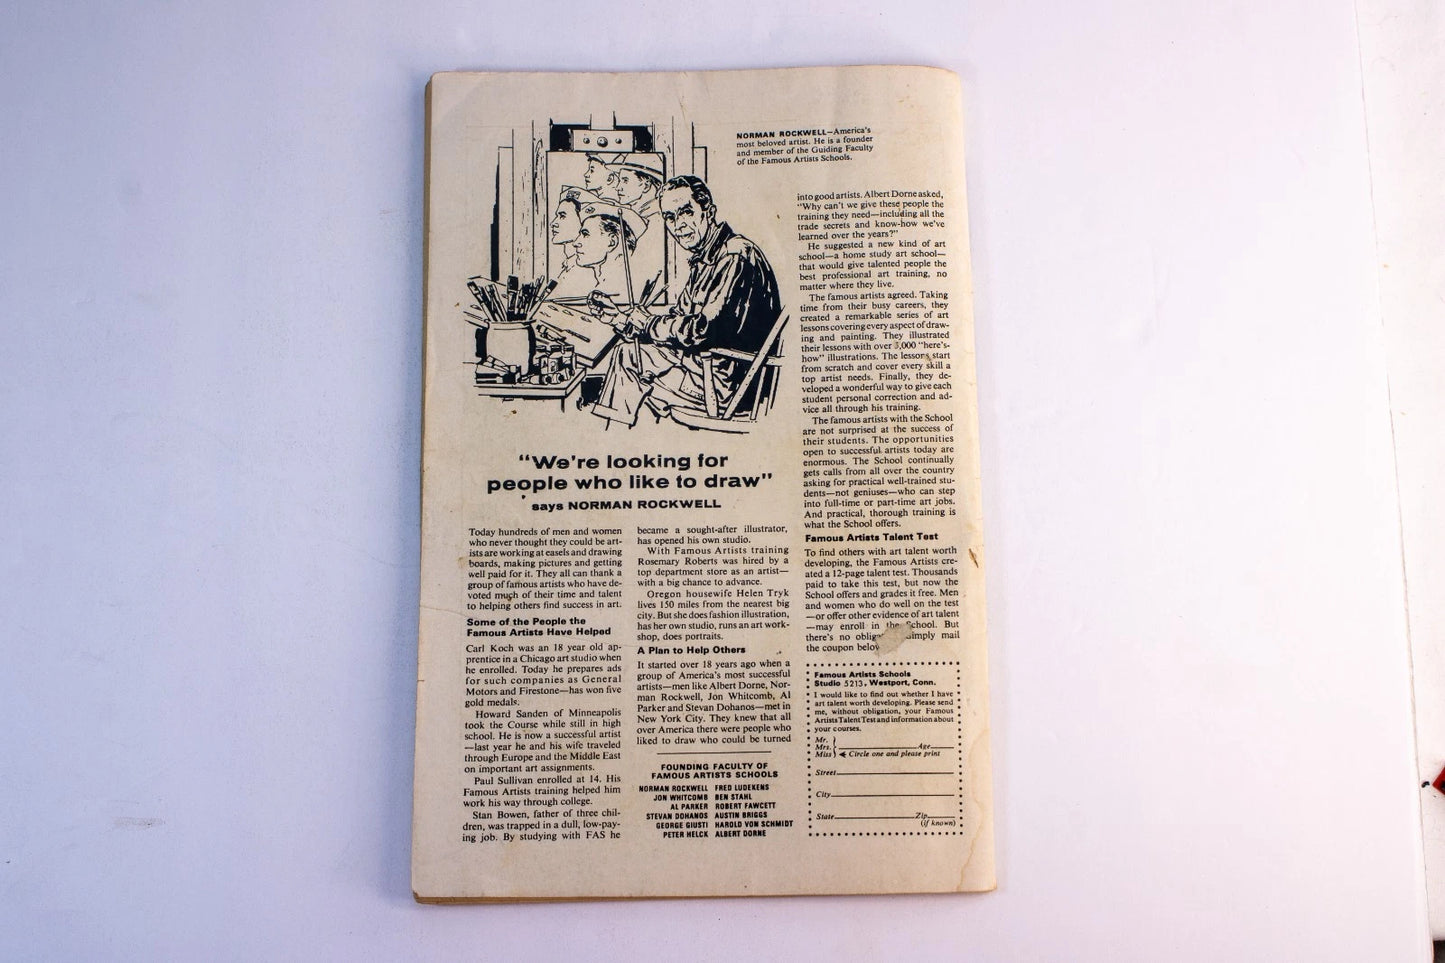 NORMAN ROCKWELL—America's
most beloved artist. He is a founder
and member of the Guiding Faculty
of the Famous Artists Schools.
"We're looking for
people who like to draw"
says NORMAN ROCKWELL
Today hundreds of men and women
who never thought they could be art-
ists are working at easels and drawing
boards, making pictures and getting
well paid for it. They all can thank a
group of famous artists who have de-
voted much of their time and talent
to helping others find success in art.
Some of the People the
Famous Artists Have Helped
Carl Koch was an 18 year old ap-
prentice in a Chicago art studio when
he enrolled. Today he prepares ads
for such companies as General
Motors and Firestone—has won five
gold medals.
Howard Sanden of Minneapolis
took the Course while still in high
school. He is now a successful artist
—last year he and his wife traveled
through Europe and the Middle East
on important art assignments.
Paul Sullivan enrolled at 14. His
Famous Artists training helped him
work his way through college.
Stan Bowen, father of three chil-
dren, was trapped in a dull, low-pay-
ing job. By studying with FAS he
became a sought-after illustrator,
has opened his own studio.
With Famous Artists training
Rosemary Roberts was hired by a
top department store as an artist—
with a big chance to advance.
Oregon housewife Helen Tryk
lives 150 miles from the nearest big
city. But she does fashion illustration,
has her own studio, runs an art work-
shop, does portraits.
A Plan to Help Others
It started over 18 years ago when a
group of America's most successful
artists—men like Albert Dorne, Nor-
man Rockwell, Jon Whitcomb, Al
Parker and Stevan Dohanos—met in
New York City. They knew that all
over America there were people who
liked to draw who could be turned
FOUNDING FACULTY OF
FAMOUS ARTISTS SCHOOLS
NORMAN ROCKWELL FRED LUDEKENS
JON WHITCOMB BEN STAHL
AL PARKER ROBERT FAWCETT
STEVAN DOHANOS AUSTIN BRIGGS
GEORGE GIUSTI HAROLD VON SCHMIDT
PETER HELCK ALBERT DORNE
into good artists. Albert Dorne asked,
"Why can't we give these people the
training they need—including all the
trade secrets and know-how we've
learned over the years?"
He suggested a new kind of art
school—a home study art school—
that would give talented people the
best professional art training, no
matter where they live.
The famous artists agreed. Taking
time from their busy careers, they
created a remarkable series of art
lessons covering every aspect of draw-
ing and painting. They illustrated
their lessons with over 3,000 "here's-
how" illustrations. The lessons start
from scratch and cover every skill a
top artist needs. Finally, they de-
veloped a wonderful way to give each
student personal correction and ad-
vice all through his training.
The famous artists with the School
are not surprised at the success of
their students. The opportunities
open to successful artists today are
enormous. The School continually
gets calls from all over the country
asking for practical well-trained stu-
dents—not geniuses—who can step
into full-time or part-time art jobs.
And practical, thorough training is
what the School offers.
Famous Artists Talent Test
To find others with art talent worth
developing, the Famous Artists cre-
ated a 12-page talent test. Thousands
paid to take this test, but now the
School offers and grades it free. Men
and women who do well on the test
—or offer other evidence of art talent
—may enroll in the School. But
there's no mail
the coupon
Famous Artists Schools
Studio 5213, Westport, Conn.
I would like to find out whether I have
art talent worth developing. Please send
me, without obligation, your Famous
Artists Talent Test and information about
your courses.
Mr.
Mrs. Age
Miss Circle one and please print
Street
City
State Zip
(if known)